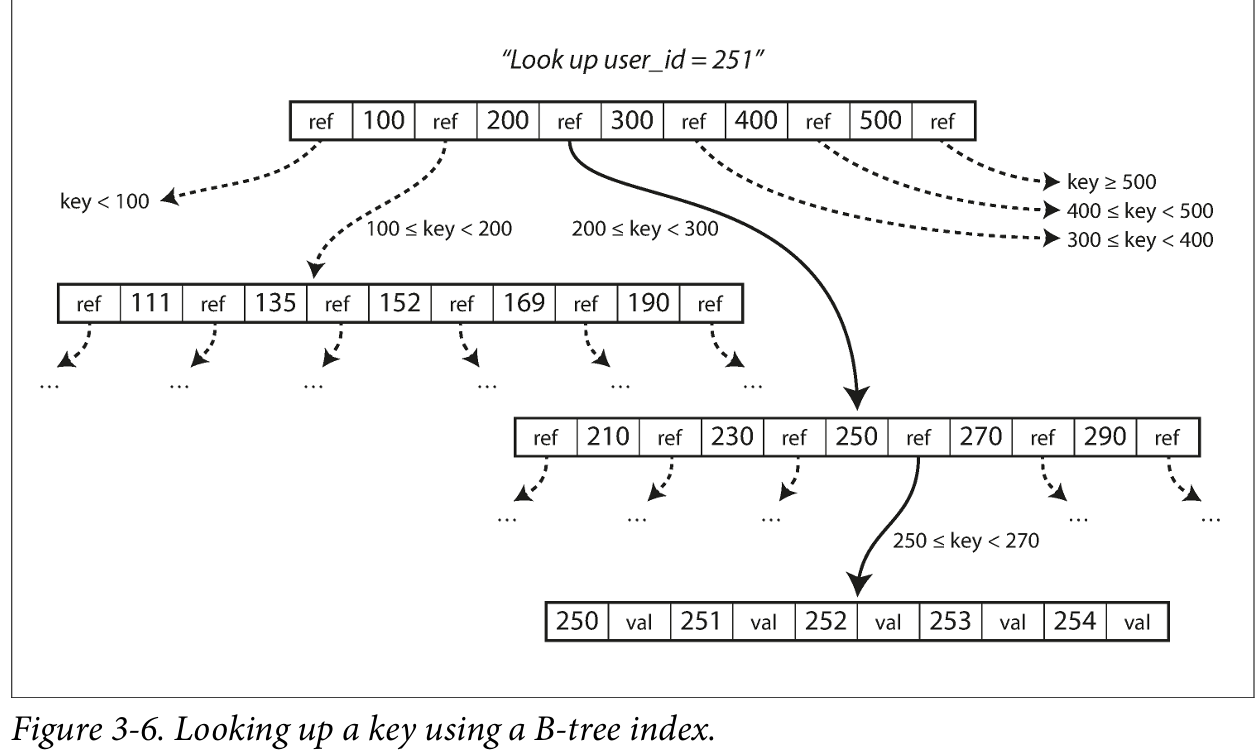 “Look up user_id = 251”
ref 100 ref 200 ref 300 ref 400 ref 500 ref
key < 100
100 ≤ key < 200
200 ≤ key < 300
key ≥ 500
400 ≤ key < 500
300 ≤ key < 400
ref 111 ref 135 ref 152 ref 169 ref 190 ref
... ... ... ... ... ...
ref 210 ref 230 ref 250 ref 270 ref 290 ref
... ... ... ... ...
250 ≤ key < 270
250 val 251 val 252 val 253 val 254 val
Figure 3-6. Looking up a key using a B-tree index.